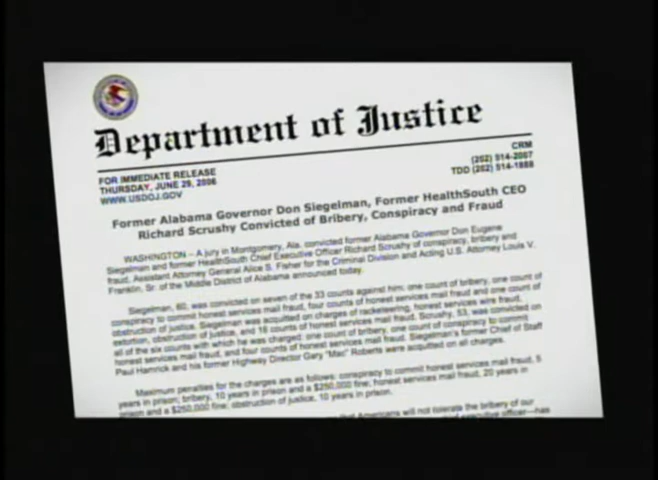 Department of Justice
FOR IMMEDIATE RELEASE
THURSDAY, JUNE 29, 2006
WWW.USDOJ.GOV
CRM
(202) 514-2007
TDD (202) 514-1888
Former Alabama Governor Don Siegelman, Former HealthSouth CEO
Richard Scrushy Convicted of Bribery, Conspiracy and Fraud
WASHINGTON – A jury in Montgomery, Ala. convicted former Alabama Governor Don Eugene
Siegelman and former HealthSouth Chief Executive Officer Richard Scrushy of conspiracy, bribery and
fraud, Assistant Attorney General Alice S. Fisher for the Criminal Division and Acting U.S. Attorney Louis V.
Franklin, Sr. of the Middle District of Alabama announced today.
Siegelman, 60, was convicted on seven of the 33 counts against him: one count of bribery, one count of
conspiracy to commit honest services mail fraud, four counts of honest services mail fraud and one count of
obstruction of justice. Siegelman was acquitted on charges of racketeering, honest services wire fraud,
extortion, obstruction of justice, and 16 counts of honest services mail fraud. Scrushy, 53, was convicted on
all of the six counts with which he was charged: one count of bribery, one count of conspiracy to commit
honest services mail fraud, and four counts of honest services mail fraud. Siegelman's former Chief of Staff
Paul Hamrick and his former Highway Director Gary "Mac" Roberts were acquitted on all charges.
Maximum penalties for the charges are as follows: conspiracy to commit honest services mail fraud, 5
years in prison; bribery, 10 years in prison and a $250,000 fine; honest services mail fraud, 20 years in
prison and a $250,000 fine; obstruction of justice, 10 years in prison.
that Americans will not tolerate the bribery of our
executive officer—has